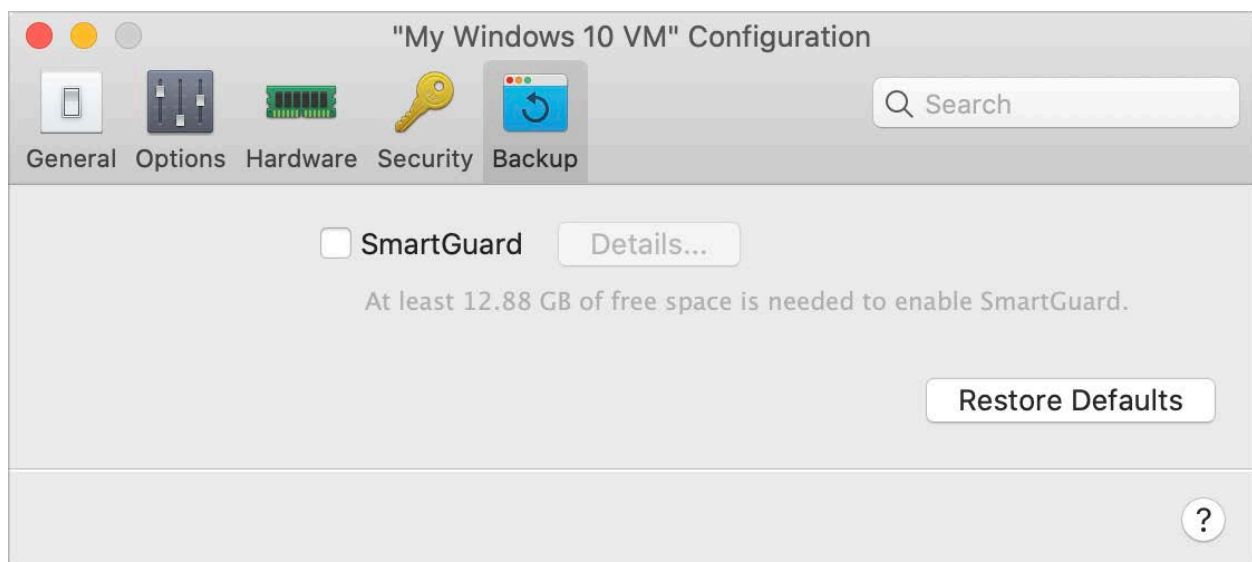 "My Windows 10 VM" Configuration
Search
General Options Hardware Security Backup
SmartGuard Details...
At least 12.88 GB of free space is needed to enable SmartGuard.
Restore Defaults
?